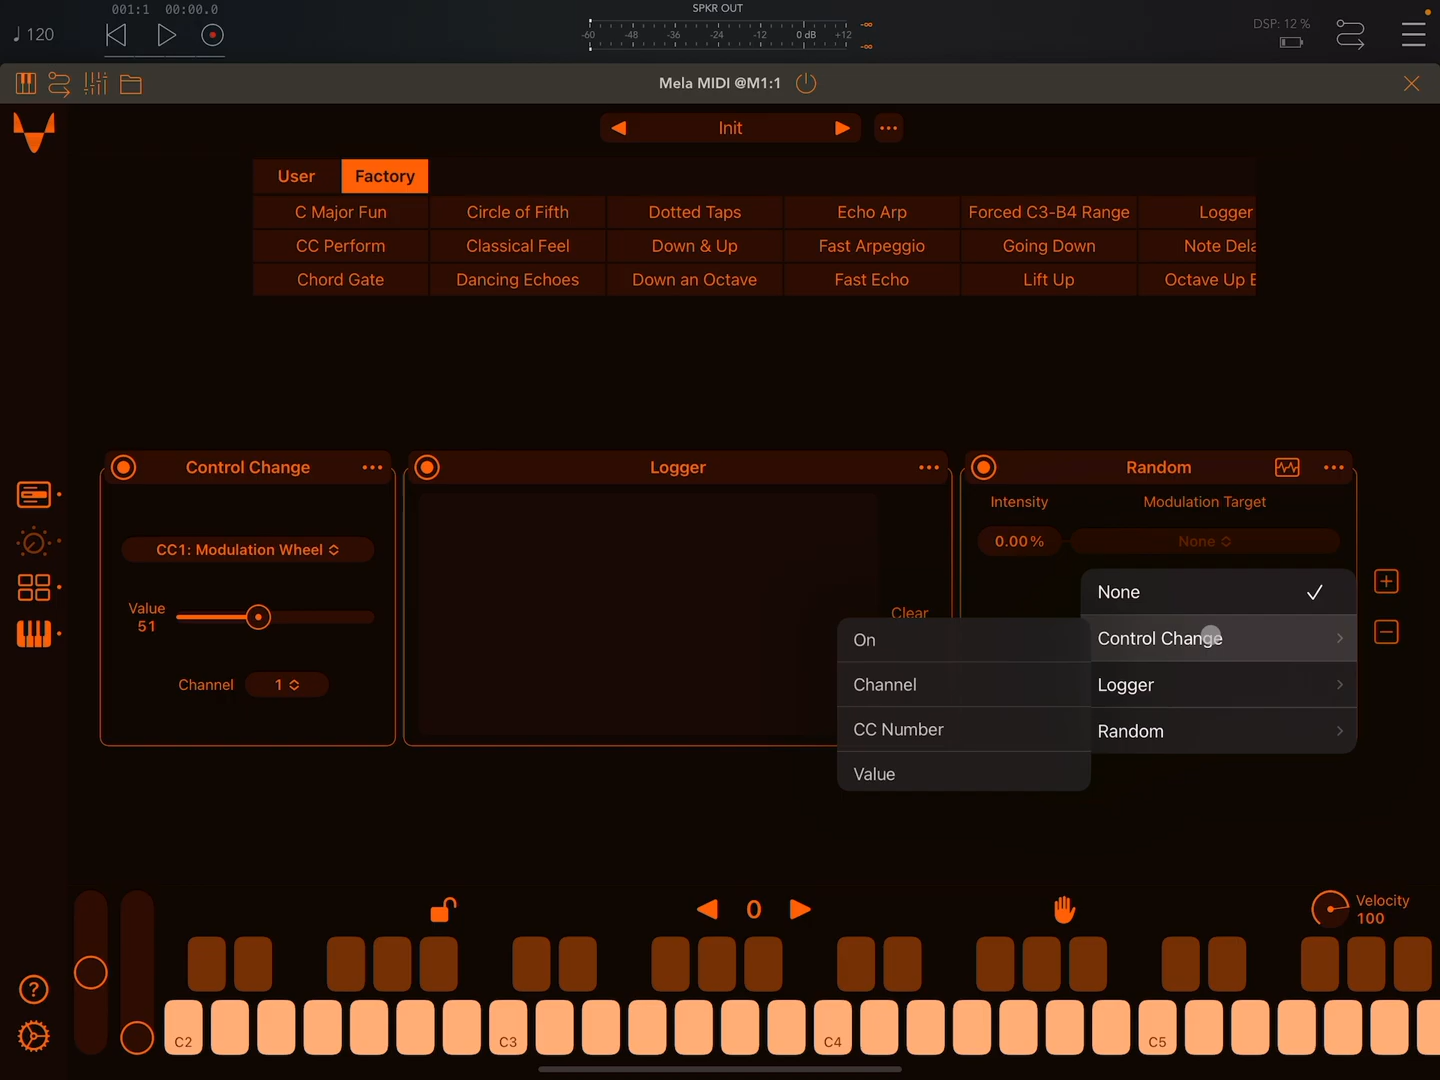 001:1 00:00.0
SPKR OUT
♩120
-60 -48 -36 -24 -12 0 dB +12
-∞
-∞
DSP: 12 %
Mela MIDI @M1:1
Init
User Factory
C Major Fun Circle of Fifth Dotted Taps Echo Arp Forced C3-B4 Range Logger
CC Perform Classical Feel Down & Up Fast Arpeggio Going Down Note Dela
Chord Gate Dancing Echoes Down an Octave Fast Echo Lift Up Octave Up E
Control Change
Logger
Random
Intensity Modulation Target
0.00 % None
CC1: Modulation Wheel
Value
51
Channel 1
Clear
None
Control Change
Logger
Random
On
Channel
CC Number
Value
0
Velocity
100
?
C2 C3 C4 C5